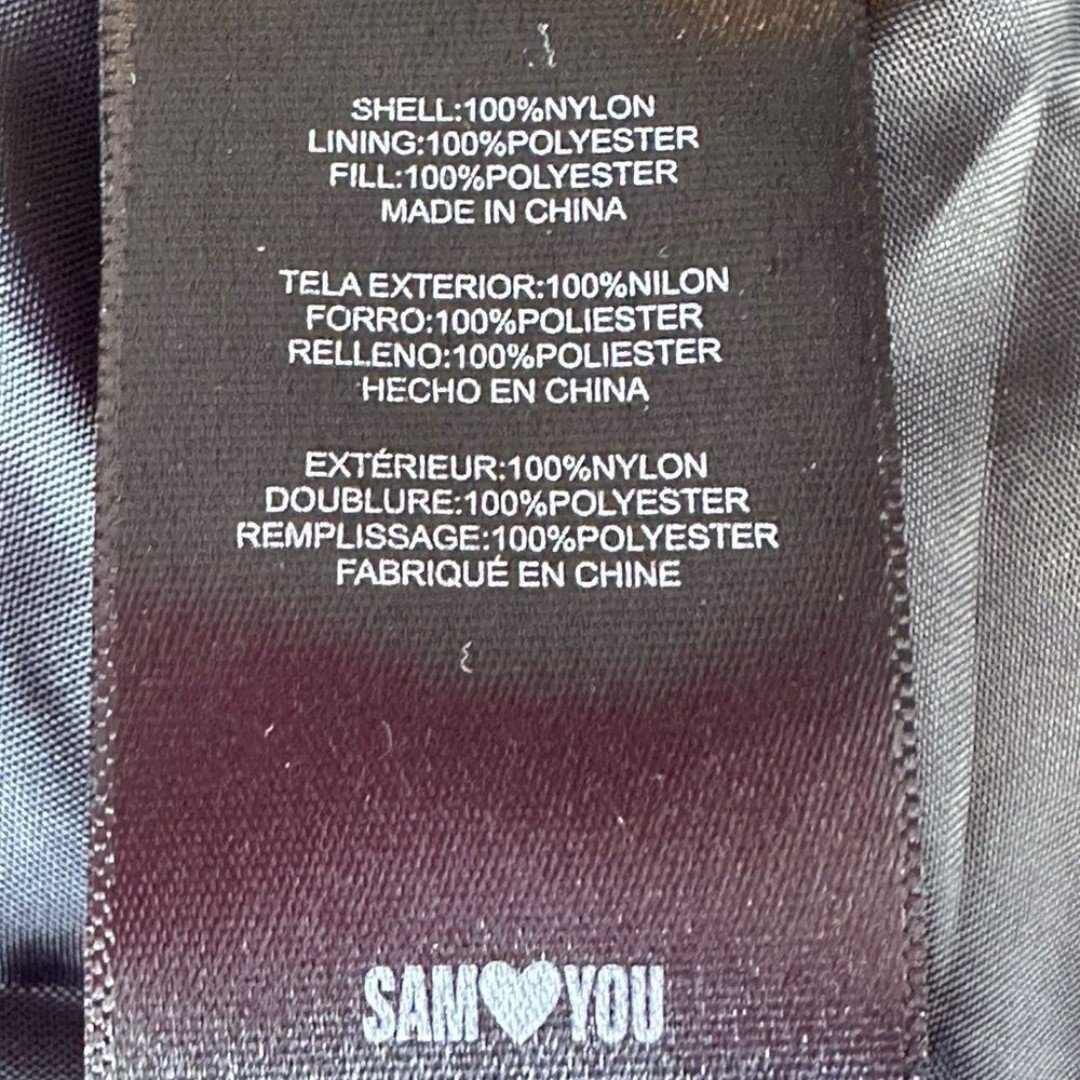 SHELL:100%NYLON
LINING:100%POLYESTER
FILL:100%POLYESTER
MADE IN CHINA
TELA EXTERIOR:100%NILON
FORRO:100%POLIESTER
RELLENO:100%POLIESTER
HECHO EN CHINA
EXTÉRIEUR:100%NYLON
DOUBLURE:100%POLYESTER
REMPLISSAGE:100%POLYESTER
FABRIQUÉ EN CHINE
SAM♥YOU